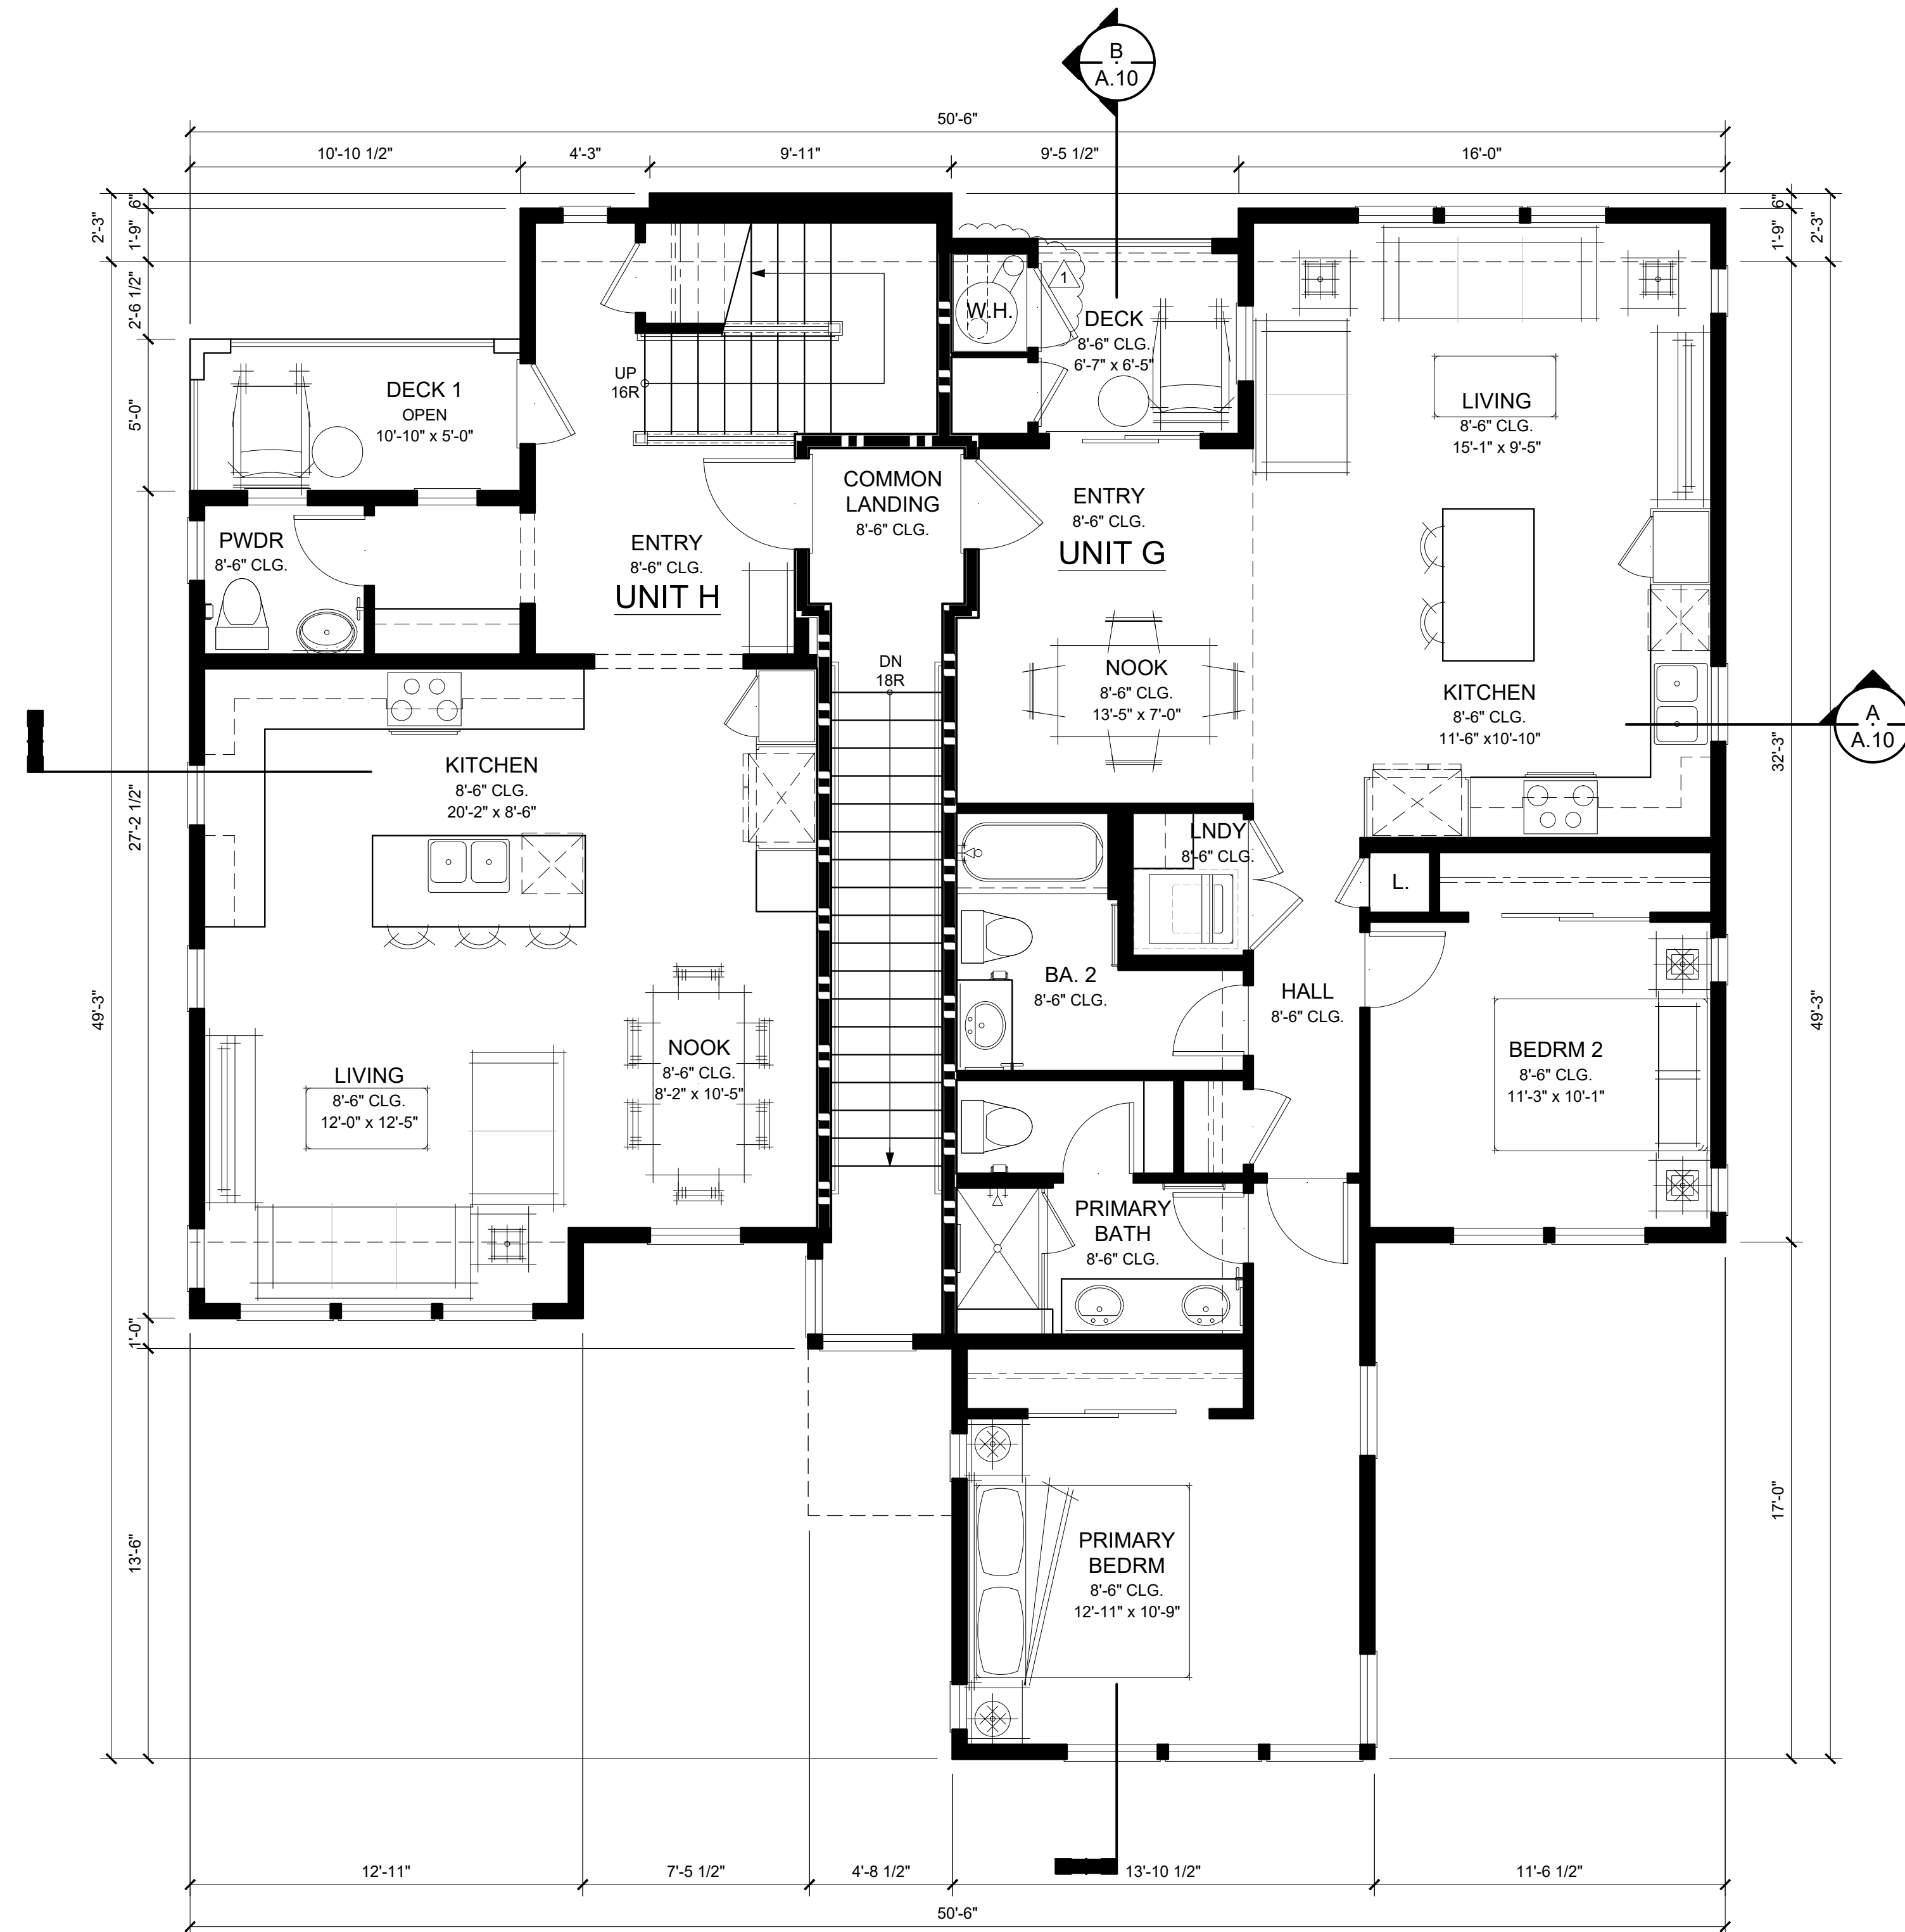 B
A.10
50'-6"
10'-10 1/2"
4'-3"
9'-11"
9'-5 1/2"
16'-0"
2'-3"
6"
1'-9"
2'-6 1/2"
5'-0"
27'-2 1/2"
49'-3"
1'-0"
13'-6"
6"
1'-9"
2'-3"
32'-3"
49'-3"
17'-0"
UP
16R
DECK 1
OPEN
10'-10" x 5'-0"
W.H.
1
DECK
8'-6" CLG.
6'-7" x 6'-5"
LIVING
8'-6" CLG.
15'-1" x 9'-5"
PWDR
8'-6" CLG.
ENTRY
8'-6" CLG.
UNIT H
COMMON
LANDING
8'-6" CLG.
ENTRY
8'-6" CLG.
UNIT G
DN
18R
NOOK
8'-6" CLG.
13'-5" x 7'-0"
KITCHEN
8'-6" CLG.
11'-6" x10'-10"
A
A.10
KITCHEN
8'-6" CLG.
20'-2" x 8'-6"
LNDY
8'-6" CLG.
L.
BA. 2
8'-6" CLG.
HALL
8'-6" CLG.
LIVING
8'-6" CLG.
12'-0" x 12'-5"
NOOK
8'-6" CLG.
8'-2" x 10'-5"
BEDRM 2
8'-6" CLG.
11'-3" x 10'-1"
PRIMARY
BATH
8'-6" CLG.
PRIMARY
BEDRM
8'-6" CLG.
12'-11" x 10'-9"
12'-11"
7'-5 1/2"
4'-8 1/2"
13'-10 1/2"
11'-6 1/2"
50'-6"